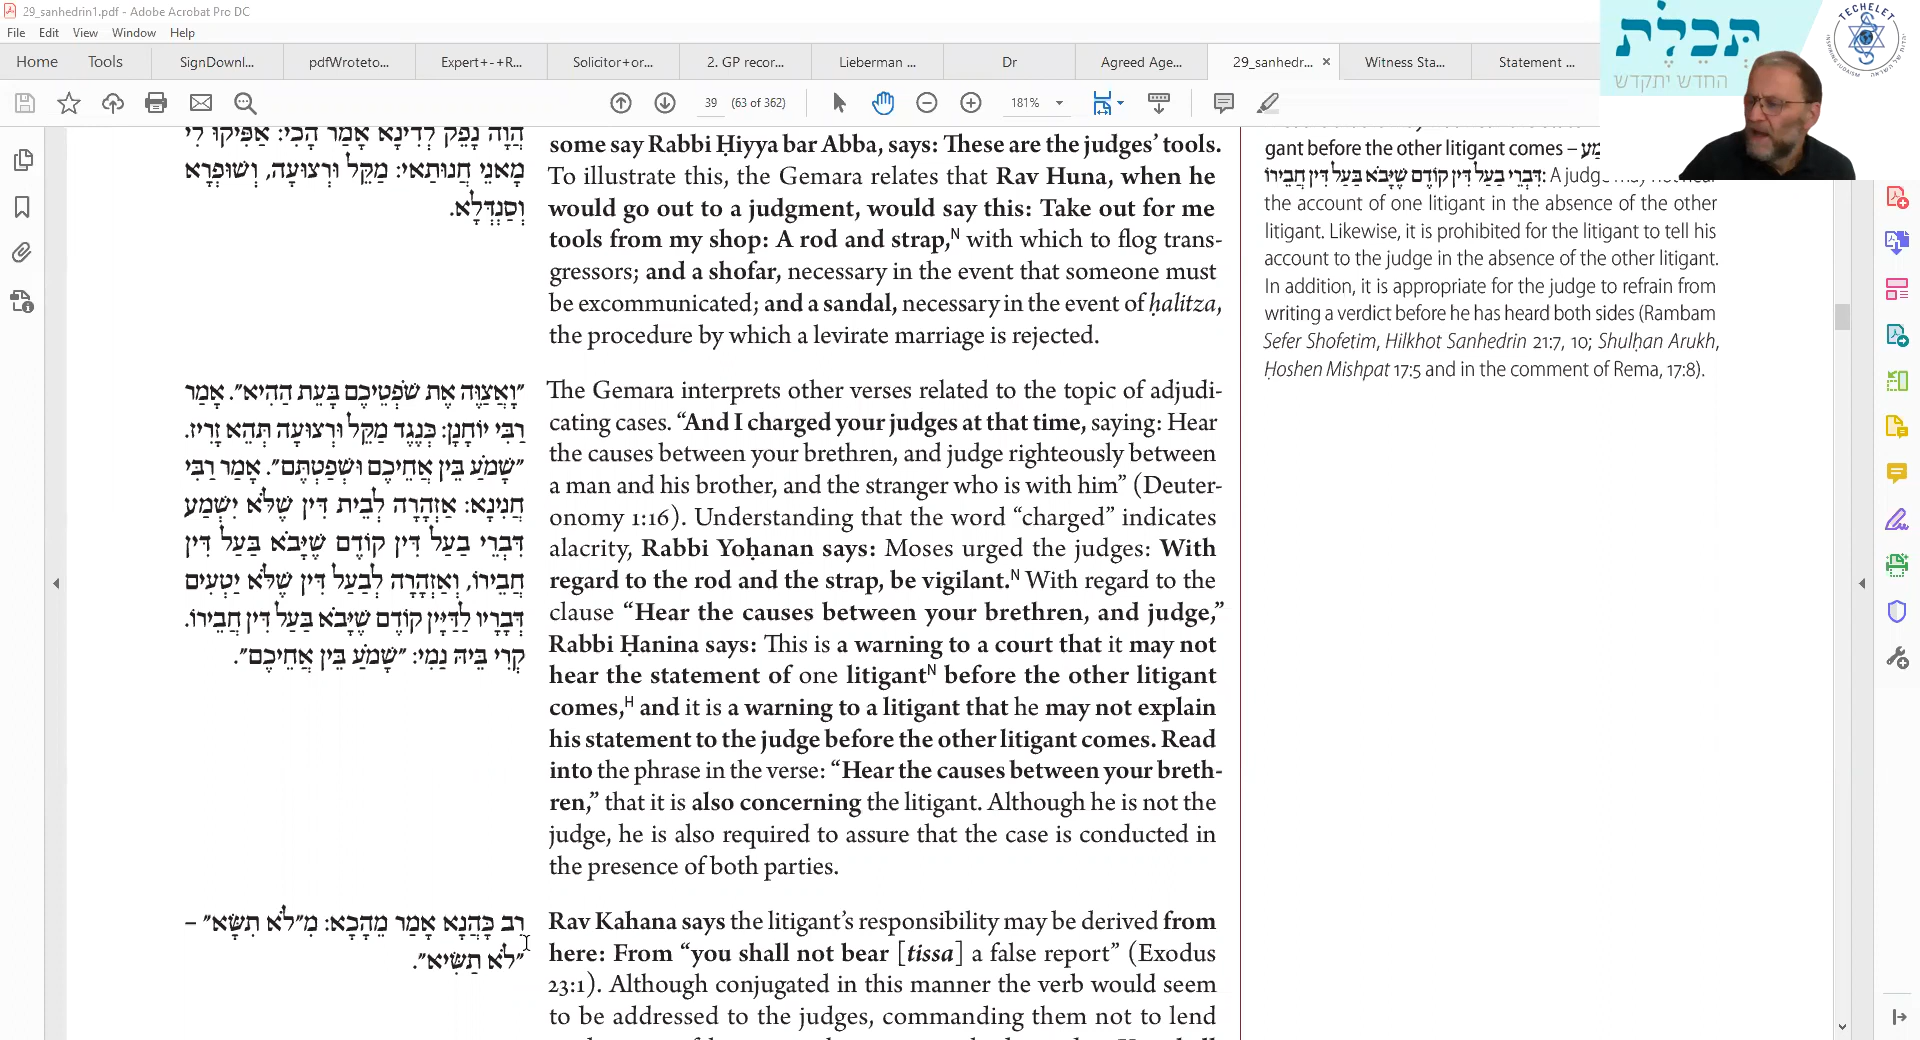 29_sanhedrin1.pdf - Adobe Acrobat Pro DC
File Edit View Window Help
Home Tools SignDownl... pdfWroteto... Expert+-+R... Solicitor+or... 2. GP recor... Lieberman ... Dr Agreed Age... 29_sanhedr... × Witness Sta... Statement ...
39 (63 of 362) 181%
תְּכֵלֶת
החדש יתקדש
TECHELET
הֲוָה נָפֵק לְדִינָא אָמַר הָכִי: אַפִּיקוּ לִי
מָאנֵי חֲנוּתַאי: מַקֵּל וּרְצוּעָה, וְשׁוֹפְרָא
וְסַנְדְּלָא.
some say Rabbi Ḥiyya bar Abba, says: These are the judges’ tools.
To illustrate this, the Gemara relates that Rav Huna, when he
would go out to a judgment, would say this: Take out for me
tools from my shop: A rod and strap,ᴺ with which to flog trans-
gressors; and a shofar, necessary in the event that someone must
be excommunicated; and a sandal, necessary in the event of ḥalitza,
the procedure by which a levirate marriage is rejected.
״וָאֲצַוֶּה אֶת שֹׁפְטֵיכֶם בָּעֵת הַהִיא״. אָמַר
רַבִּי יוֹחָנָן: כְּנֶגֶד מַקֵּל וּרְצוּעָה תְּהֵא זָרִיז.
״שָׁמֹעַ בֵּין אֲחֵיכֶם וּשְׁפַטְתֶּם״. אָמַר רַבִּי
חֲנִינָא: אַזְהָרָה לְבֵית דִּין שֶׁלֹּא יִשְׁמַע
דִּבְרֵי בַּעַל דִּין קוֹדֶם שֶׁיָּבֹא בַּעַל דִּין
חֲבֵירוֹ, וְאַזְהָרָה לְבַעַל דִּין שֶׁלֹּא יַטְעִים
דְּבָרָיו לַדַּיָּין קוֹדֶם שֶׁיָּבֹא בַּעַל דִּין חֲבֵירוֹ.
קְרִי בֵּיהּ נַמִי: ״שַׁמַּע בֵּין אֲחֵיכֶם״.
The Gemara interprets other verses related to the topic of adjudi-
cating cases. “And I charged your judges at that time, saying: Hear
the causes between your brethren, and judge righteously between
a man and his brother, and the stranger who is with him” (Deuter-
onomy 1:16). Understanding that the word “charged” indicates
alacrity, Rabbi Yoḥanan says: Moses urged the judges: With
regard to the rod and the strap, be vigilant.ᴺ With regard to the
clause “Hear the causes between your brethren, and judge,”
Rabbi Ḥanina says: This is a warning to a court that it may not
hear the statement of one litigantᴺ before the other litigant
comes,ᴴ and it is a warning to a litigant that he may not explain
his statement to the judge before the other litigant comes. Read
into the phrase in the verse: “Hear the causes between your breth-
ren,” that it is also concerning the litigant. Although he is not the
judge, he is also required to assure that the case is conducted in
the presence of both parties.
רַב כָּהֲנָא אָמַר מֵהָכָא: מִ״לֹּא תִשָּׂא״ –
״לֹא תַשִּׂיא״.
Rav Kahana says the litigant’s responsibility may be derived from
here: From “you shall not bear [tissa] a false report” (Exodus
23:1). Although conjugated in this manner the verb would seem
to be addressed to the judges, commanding them not to lend
gant before the other litigant comes –
דִּבְרֵי בַּעַל דִּין קוֹדֶם שֶׁיָּבֹא בַּעַל דִּין חֲבֵירוֹ: A judge may not hear
the account of one litigant in the absence of the other
litigant. Likewise, it is prohibited for the litigant to tell his
account to the judge in the absence of the other litigant.
In addition, it is appropriate for the judge to refrain from
writing a verdict before he has heard both sides (Rambam
Sefer Shofetim, Hilkhot Sanhedrin 21:7, 10; Shulḥan Arukh,
Ḥoshen Mishpat 17:5 and in the comment of Rema, 17:8).